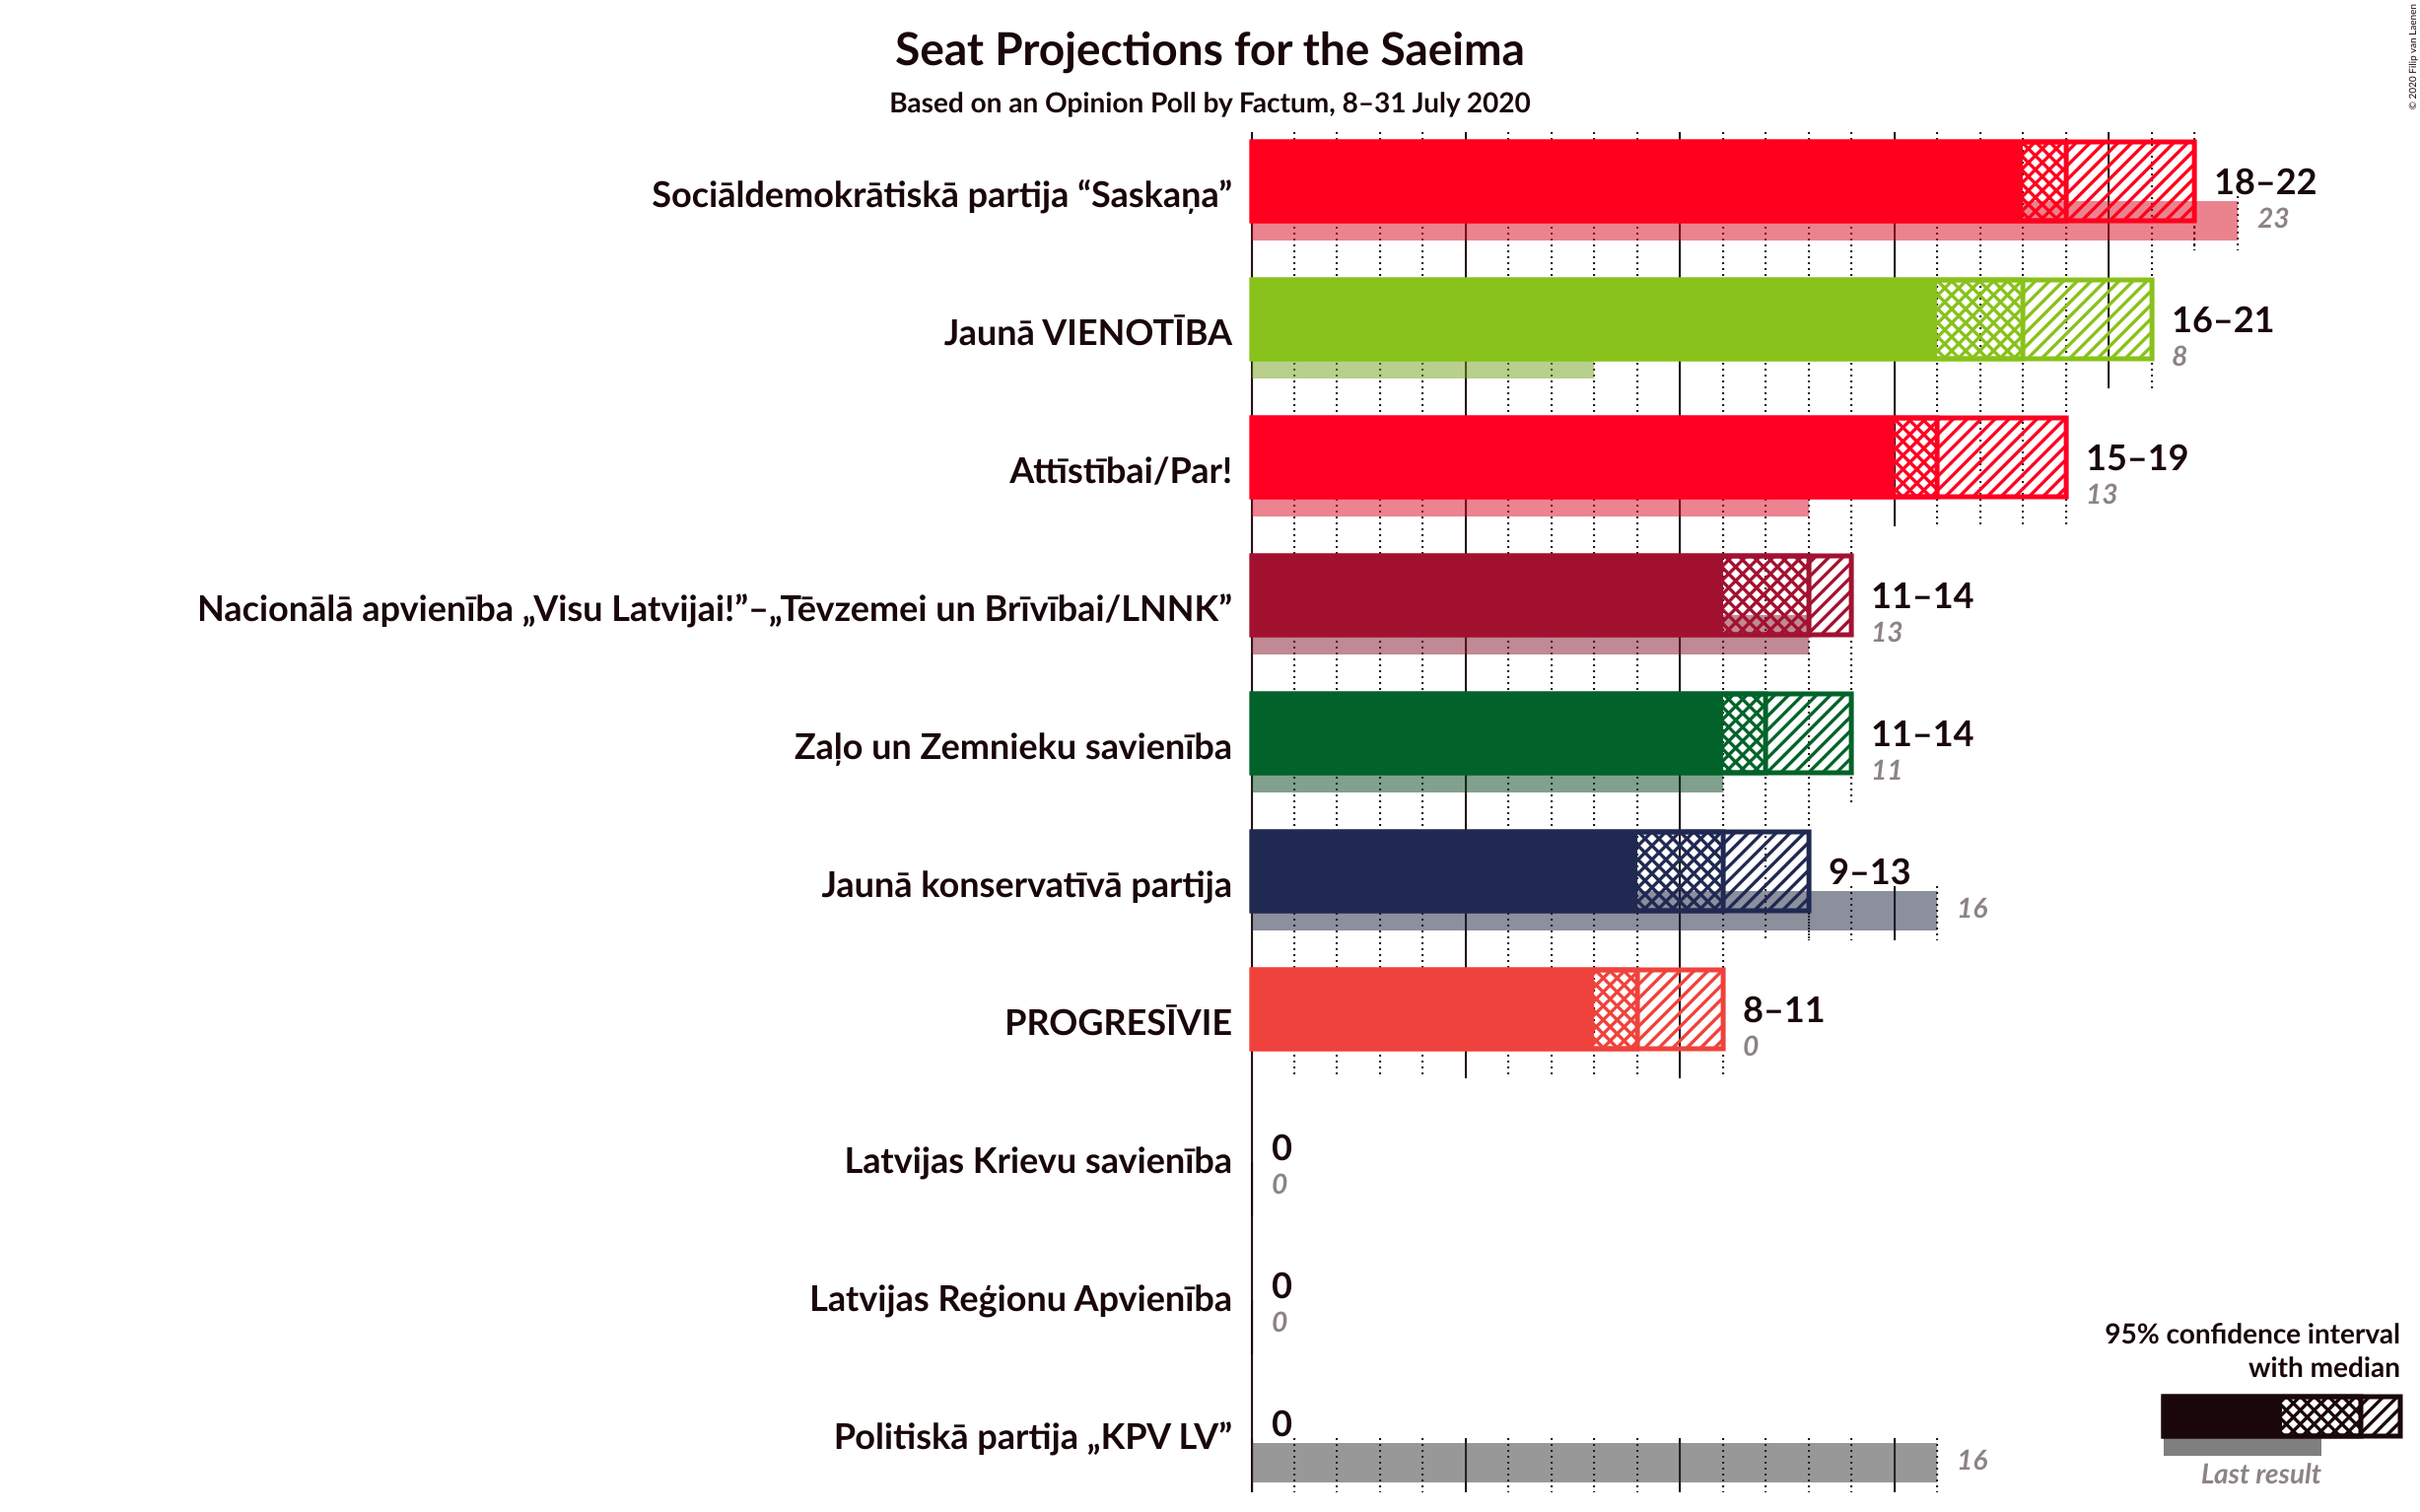 Seat Projections for the Saeima
Based on an Opinion Poll by Factum, 8–31 July 2020
© 2020 Filip van Laenen
Sociāldemokrātiskā partija “Saskaņa”
18–22
23
Jaunā VIENOTĪBA
16–21
8
Attīstībai/Par!
15–19
13
Nacionālā apvienība „Visu Latvijai!”–„Tēvzemei un Brīvībai/LNNK”
11–14
13
Zaļo un Zemnieku savienība
11–14
11
Jaunā konservatīvā partija
9–13
16
PROGRESĪVIE
8–11
0
Latvijas Krievu savienība
0
0
Latvijas Reģionu Apvienība
0
0
Politiskā partija „KPV LV”
0
16
95% confidence interval
with median
Last result